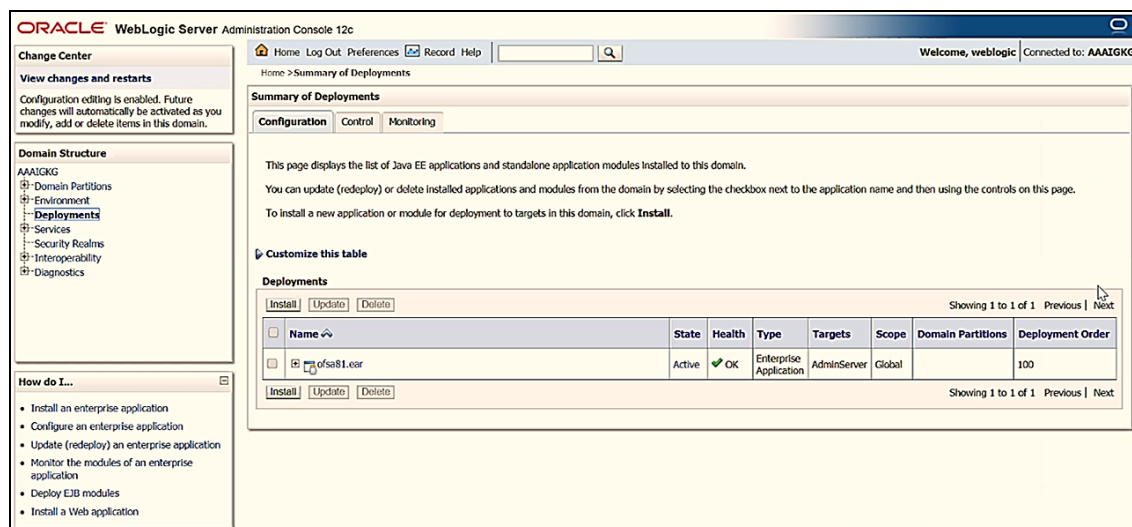 ORACLE WebLogic Server Administration Console 12c
Change Center
View changes and restarts
Configuration editing is enabled. Future
changes will automatically be activated as you
modify, add or delete items in this domain.
Domain Structure
AAAIGKG
Domain Partitions
Environment
Deployments
Services
Security Realms
Interoperability
Diagnostics
How do I...
Install an enterprise application
Configure an enterprise application
Update (redeploy) an enterprise application
Monitor the modules of an enterprise
application
Deploy EJB modules
Install a Web application
Home Log Out Preferences Record Help
Welcome, weblogic Connected to: AAAIGKG
Home >Summary of Deployments
Summary of Deployments
Configuration Control Monitoring
This page displays the list of Java EE applications and standalone application modules installed to this domain.
You can update (redeploy) or delete installed applications and modules from the domain by selecting the checkbox next to the application name and then using the controls on this page.
To install a new application or module for deployment to targets in this domain, click Install.
Customize this table
Deployments
Install Update Delete Showing 1 to 1 of 1 Previous | Next
Name State Health Type Targets Scope Domain Partitions Deployment Order
ofsa81.ear Active OK Enterprise Application AdminServer Global 100
Install Update Delete Showing 1 to 1 of 1 Previous | Next